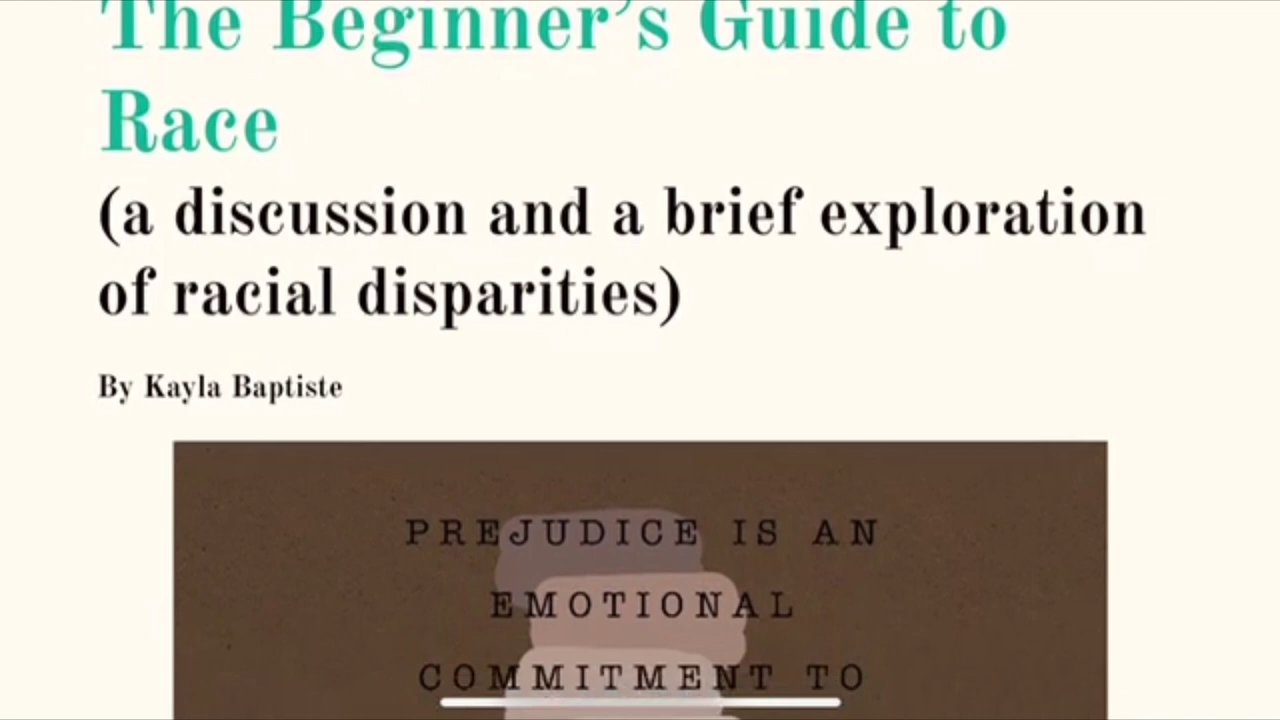 The Beginner's Guide to
Race
(a discussion and a brief exploration
of racial disparities)
By Kayla Baptiste
PREJUDICE IS AN
EMOTIONAL
COMMITMENT TO